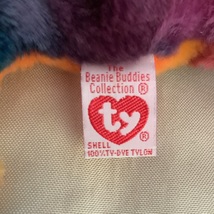 The
Beanie Buddies
Collection ®
ty ®
SHELL
100% TY-DYE TYLON